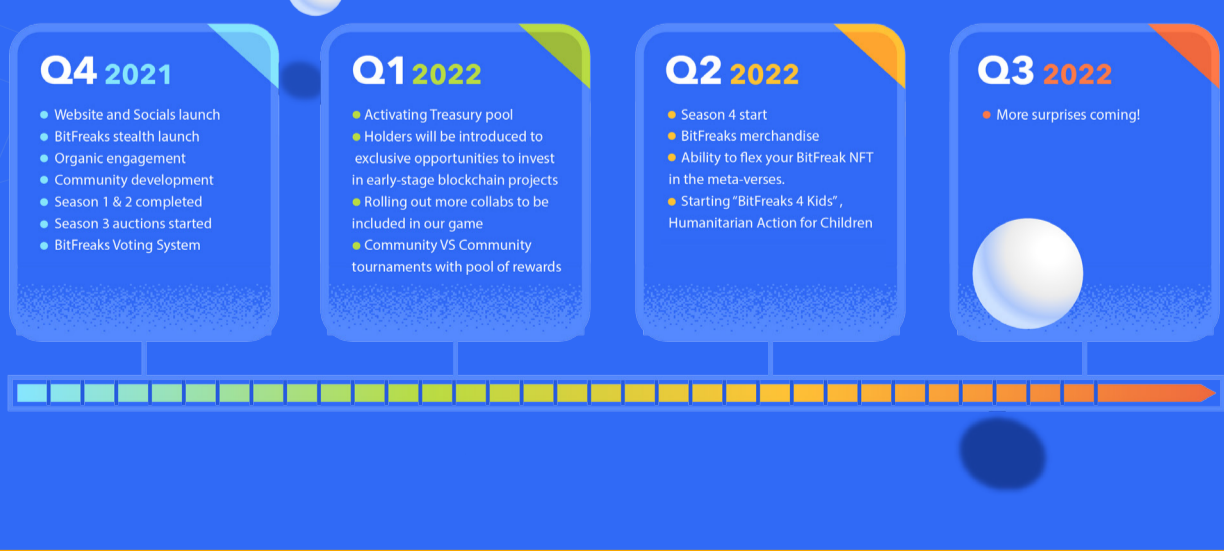 Q4 2021
● Website and Socials launch
● BitFreaks stealth launch
● Organic engagement
● Community development
● Season 1 & 2 completed
● Season 3 auctions started
● BitFreaks Voting System
Q1 2022
● Activating Treasury pool
● Holders will be introduced to
exclusive opportunities to invest
in early-stage blockchain projects
● Rolling out more collabs to be
included in our game
● Community VS Community
tournaments with pool of rewards
Q2 2022
● Season 4 start
● BitFreaks merchandise
● Ability to flex your BitFreak NFT
in the meta-verses.
● Starting “BitFreaks 4 Kids” ,
Humanitarian Action for Children
Q3 2022
● More surprises coming!